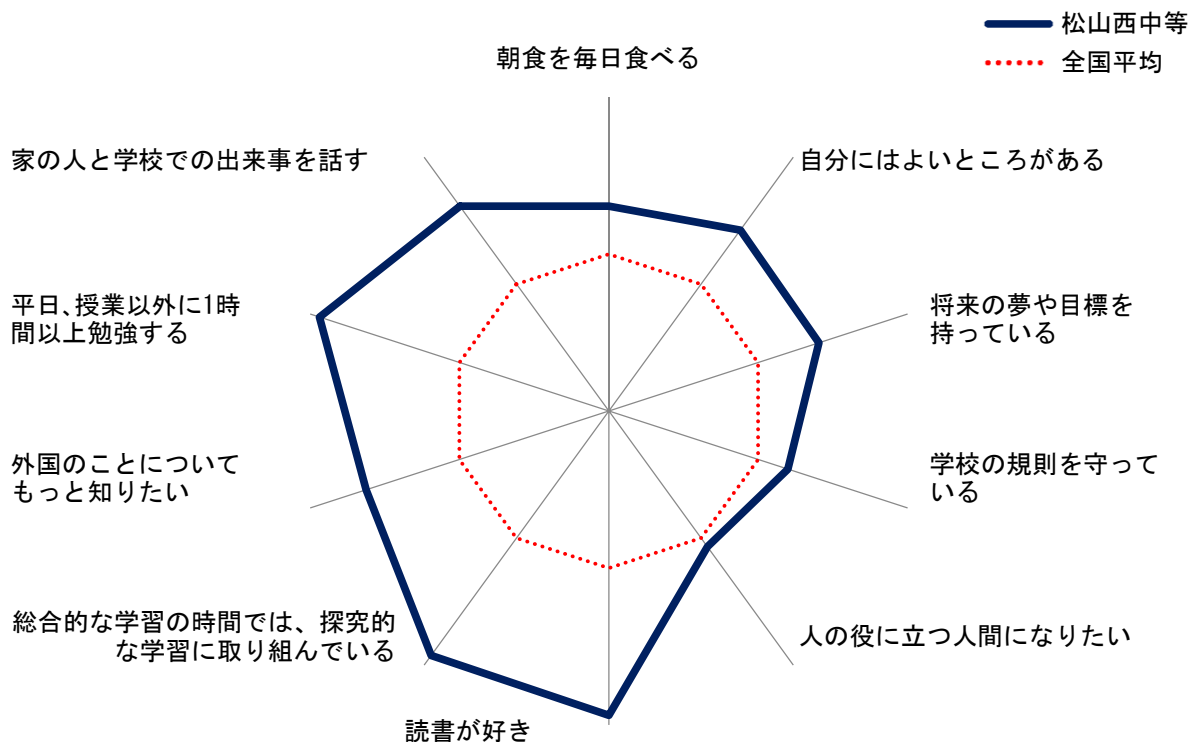 松山西中等
全国平均
朝食を毎日食べる
自分にはよいところがある
将来の夢や目標を
持っている
学校の規則を守って
いる
人の役に立つ人間になりたい
読書が好き
総合的な学習の時間では、探究的
な学習に取り組んでいる
外国のことについて
もっと知りたい
平日、授業以外に1時
間以上勉強する
家の人と学校での出来事を話す